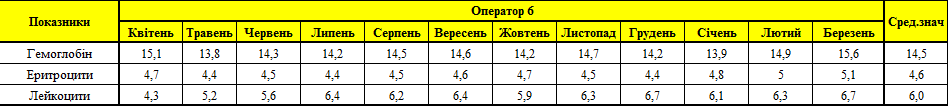 Показники Оператор 6 Сред.знач
Квітень Травень Червень Липень Серпень Вересень Жовтень Листопад Грудень Січень Лютий Березень
Гемоглобін 15,1 13,8 14,3 14,2 14,5 14,6 14,2 14,7 14,2 13,9 14,9 15,6 14,5
Еритроцити 4,7 4,4 4,5 4,4 4,5 4,6 4,7 4,5 4,4 4,8 5 5,1 4,6
Лейкоцити 4,3 5,2 5,6 6,4 6,2 6,4 5,9 6,3 6,7 6,1 6,3 6,7 6,0